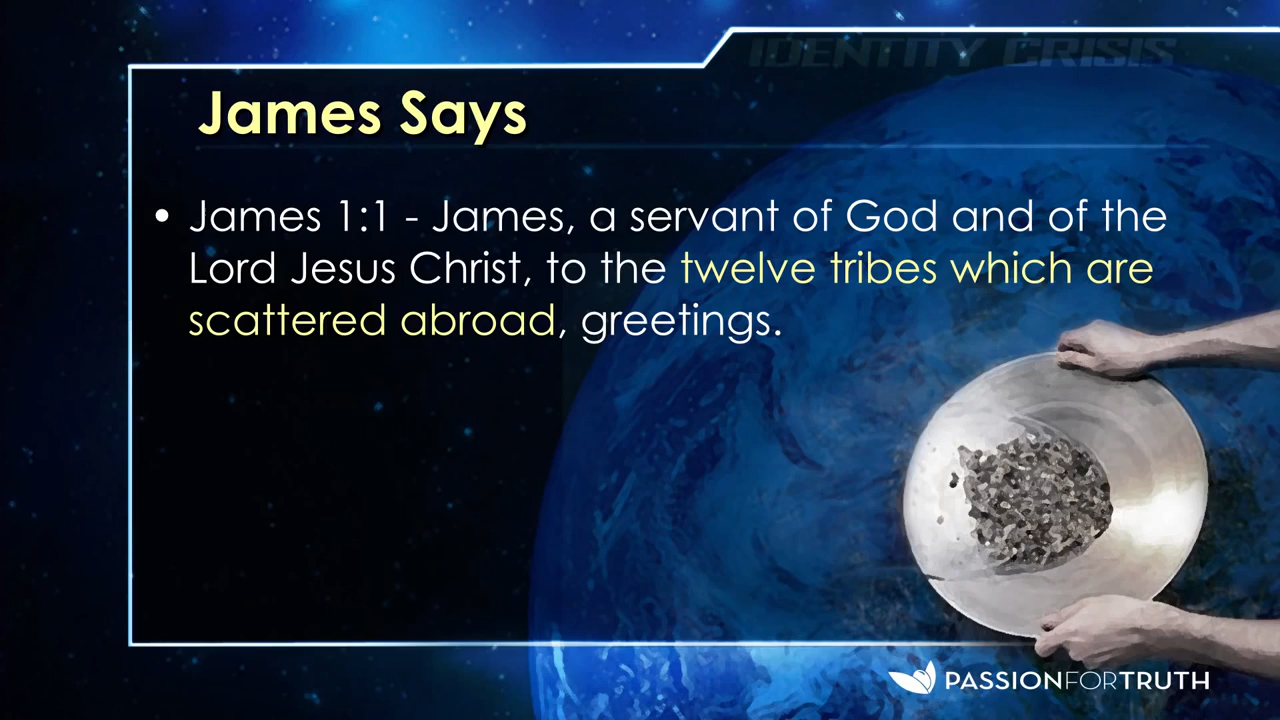 IDENTITY CRISIS
James Says
• James 1:1 - James, a servant of God and of the
Lord Jesus Christ, to the twelve tribes which are
scattered abroad, greetings.
PASSIONFORTRUTH